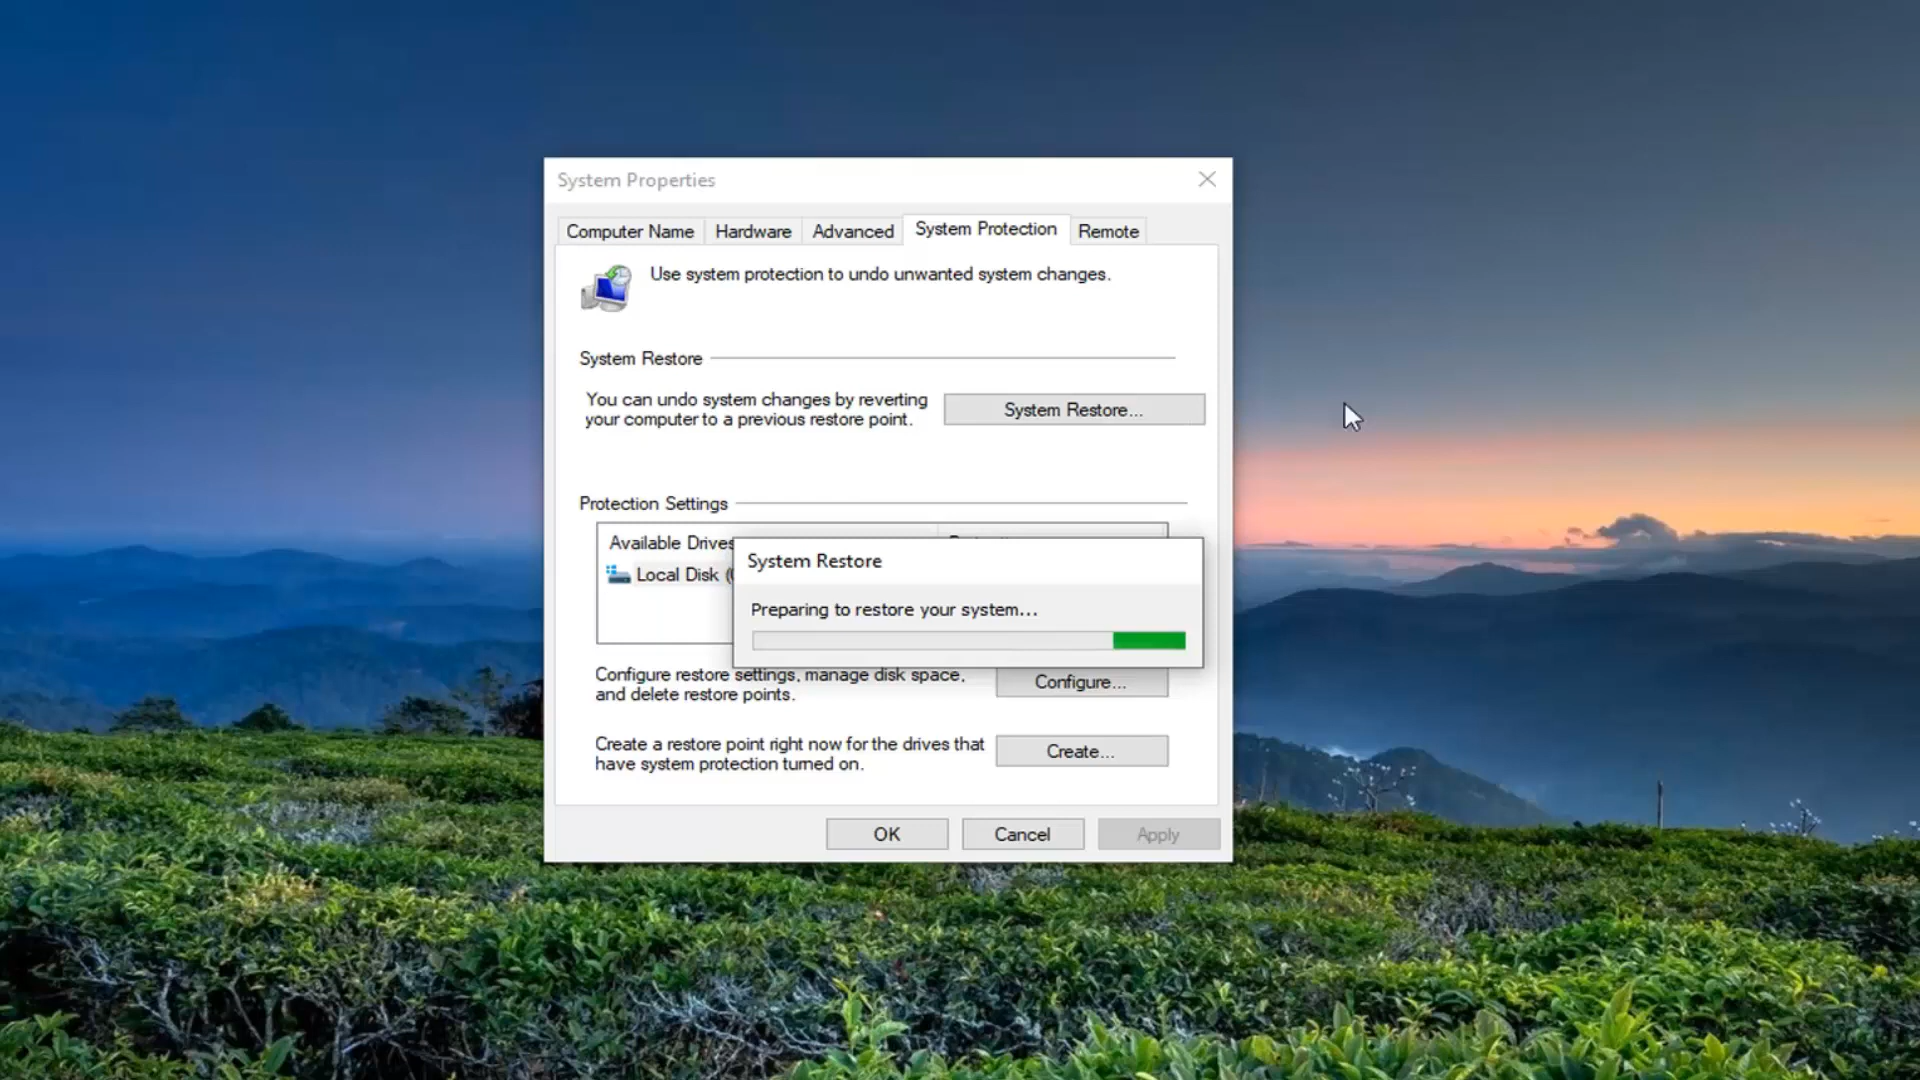 System Properties
Computer Name
Hardware
Advanced
System Protection
Remote
Use system protection to undo unwanted system changes.
System Restore
You can undo system changes by reverting
your computer to a previous restore point.
System Restore...
Protection Settings
Available Drives
Local Disk
System Restore
Preparing to restore your system...
Configure restore settings, manage disk space,
and delete restore points.
Configure...
Create a restore point right now for the drives that
have system protection turned on.
Create...
OK
Cancel
Apply